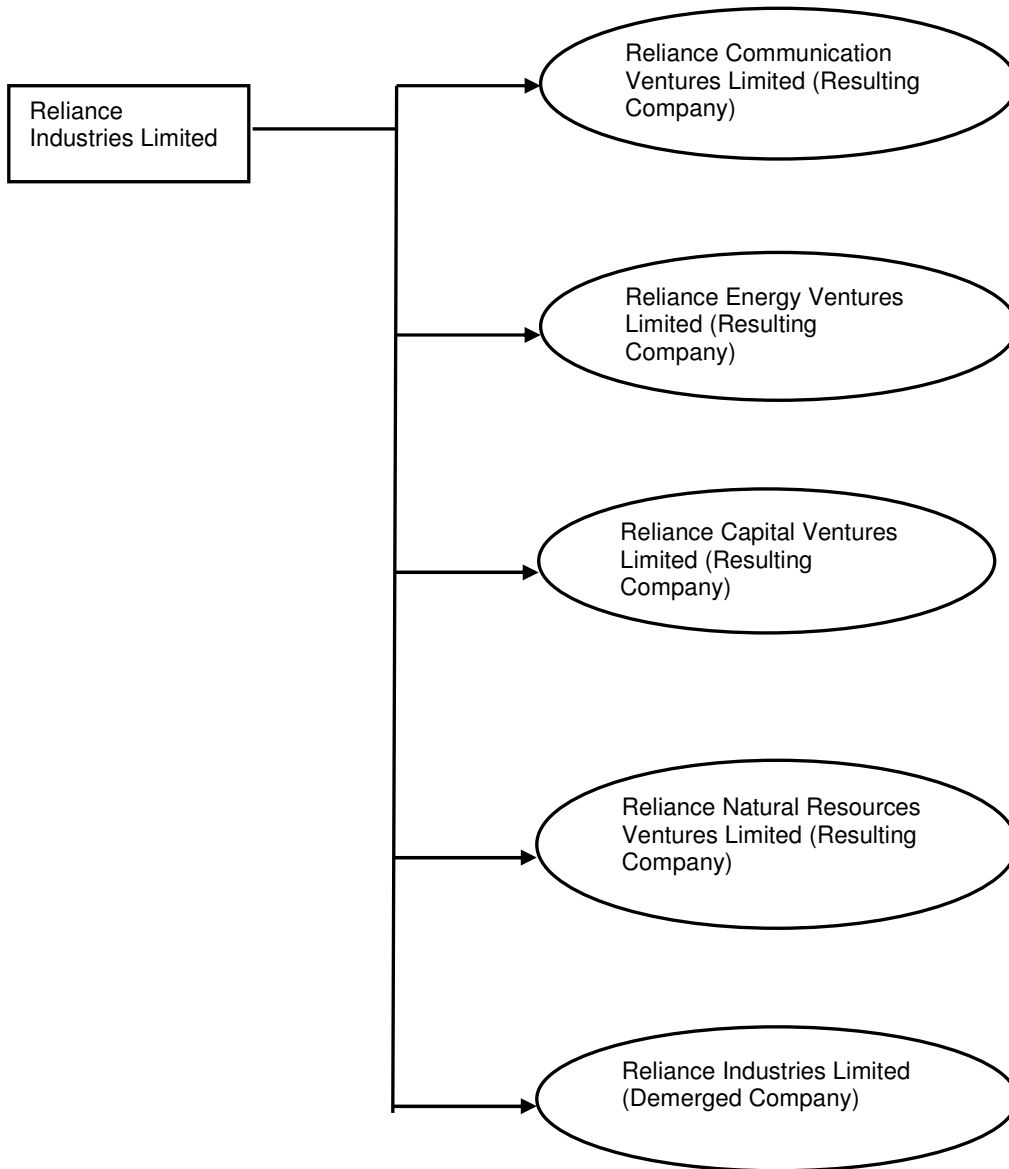 Reliance
Industries Limited
Reliance Communication
Ventures Limited (Resulting
Company)
Reliance Energy Ventures
Limited (Resulting
Company)
Reliance Capital Ventures
Limited (Resulting
Company)
Reliance Natural Resources
Ventures Limited (Resulting
Company)
Reliance Industries Limited
(Demerged Company)